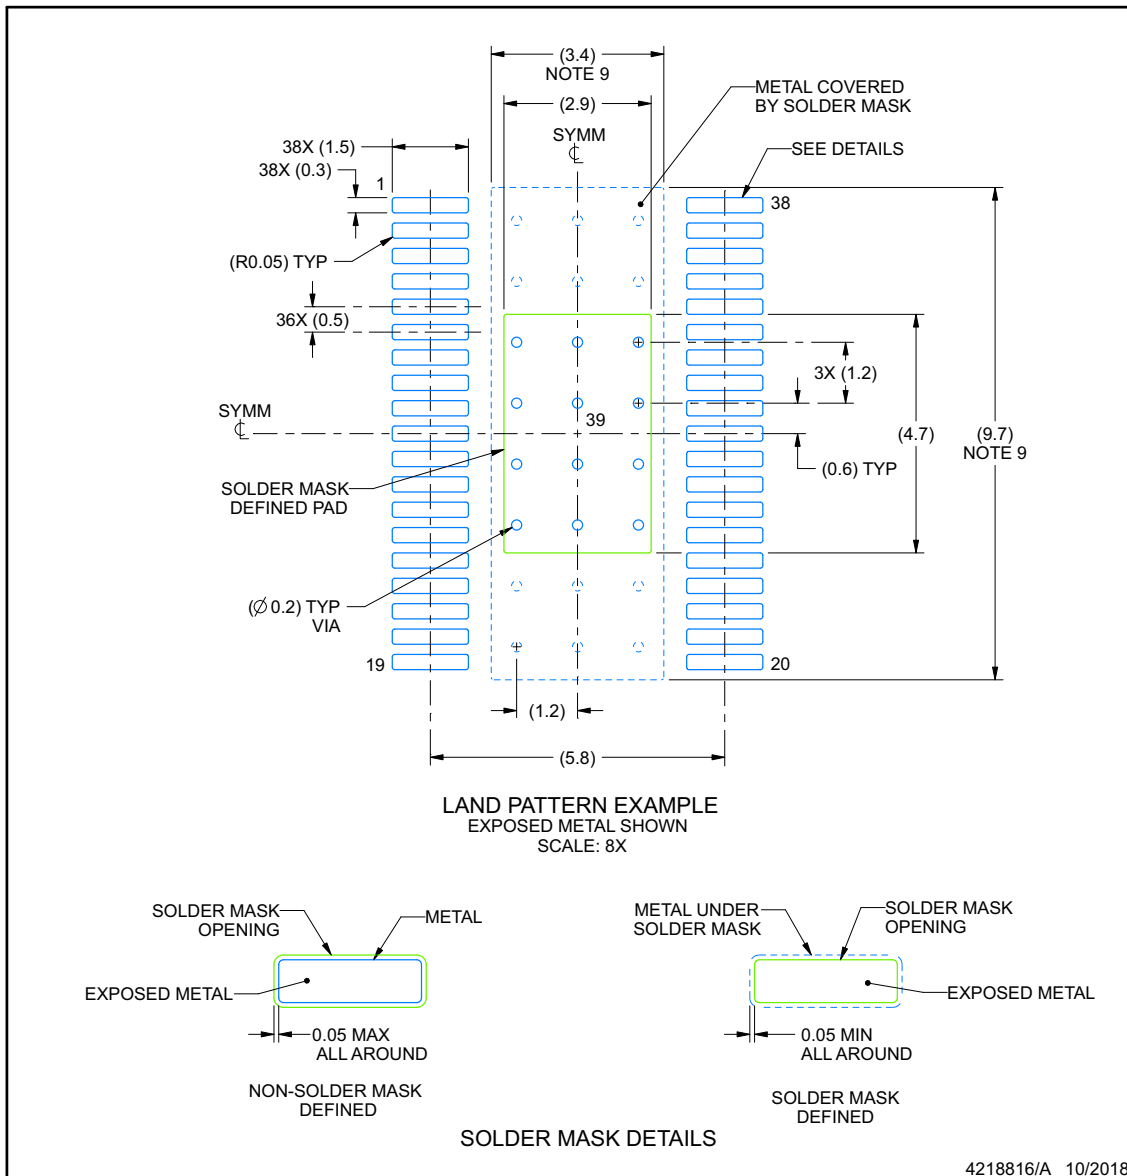 (3.4)
NOTE 9
METAL COVERED
BY SOLDER MASK
(2.9)
SYMM
℄
38X (1.5)
SEE DETAILS
38X (0.3)
1
38
(R0.05) TYP
36X (0.5)
3X (1.2)
SYMM
℄
39
(4.7)
(9.7)
NOTE 9
(0.6) TYP
SOLDER MASK
DEFINED PAD
(Ø 0.2) TYP
VIA
19
20
(1.2)
(5.8)
LAND PATTERN EXAMPLE
EXPOSED METAL SHOWN
SCALE: 8X
SOLDER MASK
OPENING
METAL
EXPOSED METAL
0.05 MAX
ALL AROUND
NON-SOLDER MASK
DEFINED
METAL UNDER
SOLDER MASK
SOLDER MASK
OPENING
EXPOSED METAL
0.05 MIN
ALL AROUND
SOLDER MASK
DEFINED
SOLDER MASK DETAILS
4218816/A 10/2018